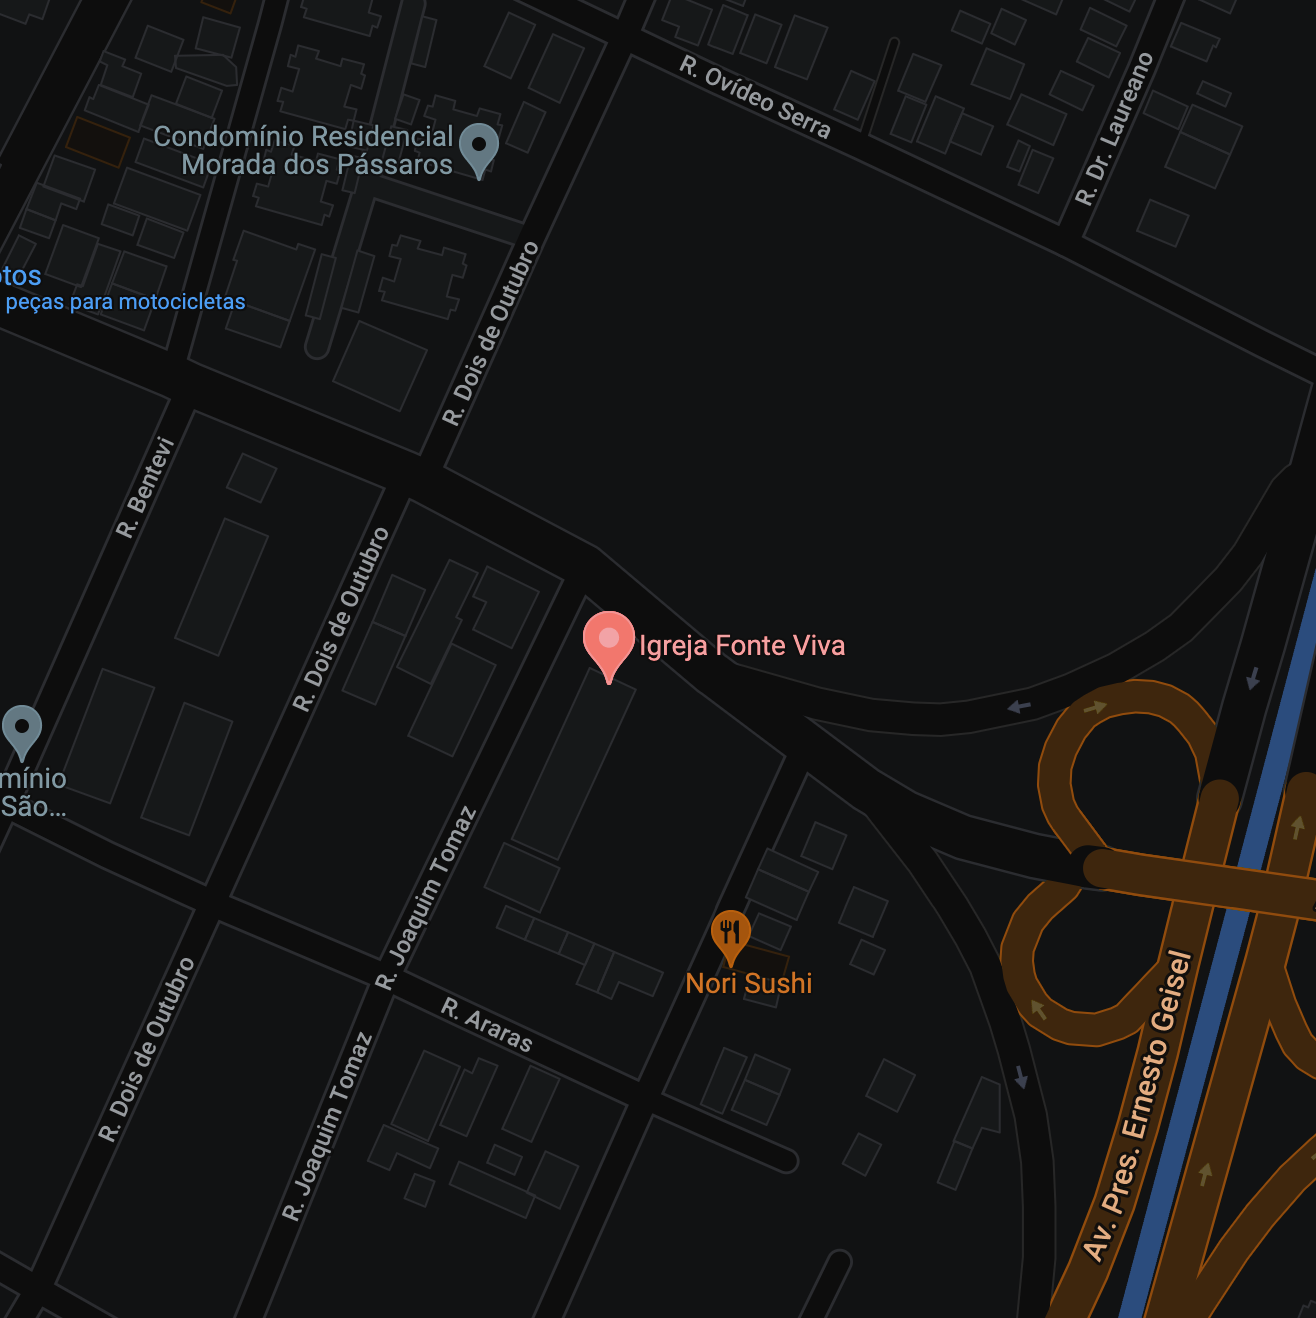 R. Ovídeo Serra
R. Dr. Laureano
Condomínio Residencial
Morada dos Pássaros
R. Dois de Outubro
otos
peças para motocicletas
R. Bentevi
R. Dois de Outubro
Igreja Fonte Viva
mínio
São...
R. Joaquim Tomaz
Nori Sushi
R. Araras
R. Dois de Outubro
R. Joaquim Tomaz
Av. Pres. Ernesto Geisel